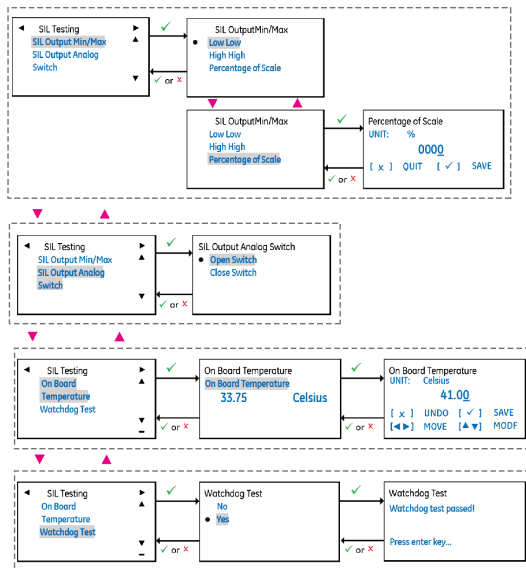 SIL Testing
SIL Output Min/Max
SIL Output Analog
Switch
✓
✓ or x
SIL OutputMin/Max
Low Low
High High
Percentage of Scale
SIL OutputMin/Max
Low Low
High High
Percentage of Scale
✓
✓ or x
Percentage of Scale
UNIT: %
0000
[ x ] QUIT [ ✓ ] SAVE
SIL Testing
SIL Output Min/Max
SIL Output Analog
Switch
✓
✓ or x
SIL Output Analog Switch
Open Switch
Close Switch
SIL Testing
On Board
Temperature
Watchdog Test
✓
✓ or x
On Board Temperature
On Board Temperature
33.75 Celsius
✓
✓ or x
On Board Temperature
UNIT: Celsius
41.00
[ x ] UNDO [ ✓ ] SAVE
[◄►] MOVE [▲▼] MODF
SIL Testing
On Board
Temperature
Watchdog Test
✓
✓ or x
Watchdog Test
No
Yes
✓
✓ or x
Watchdog Test
Watchdog test passed!
Press enter key...